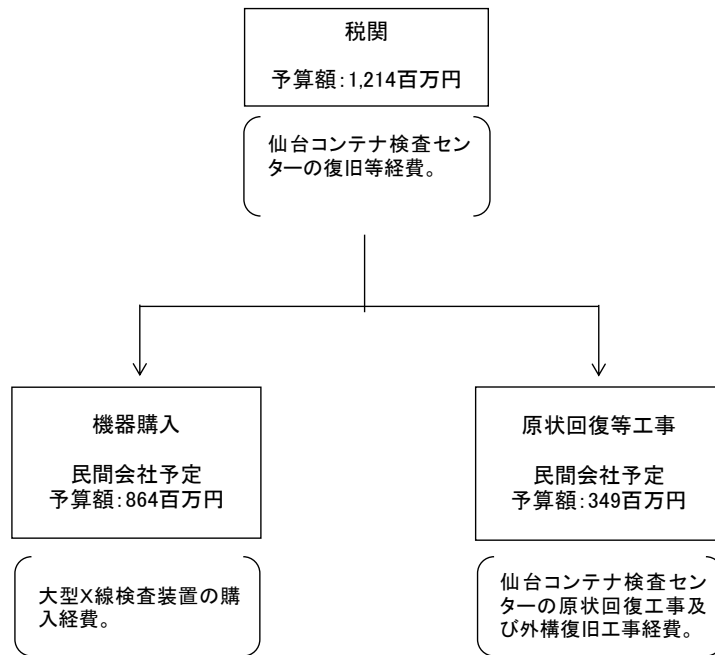 税関
予算額：1,214百万円
仙台コンテナ検査セン
ターの復旧等経費。
機器購入
民間会社予定
予算額：864百万円
大型X線検査装置の購
入経費。
原状回復等工事
民間会社予定
予算額：349百万円
仙台コンテナ検査セン
ターの原状回復工事及
び外構復旧工事経費。